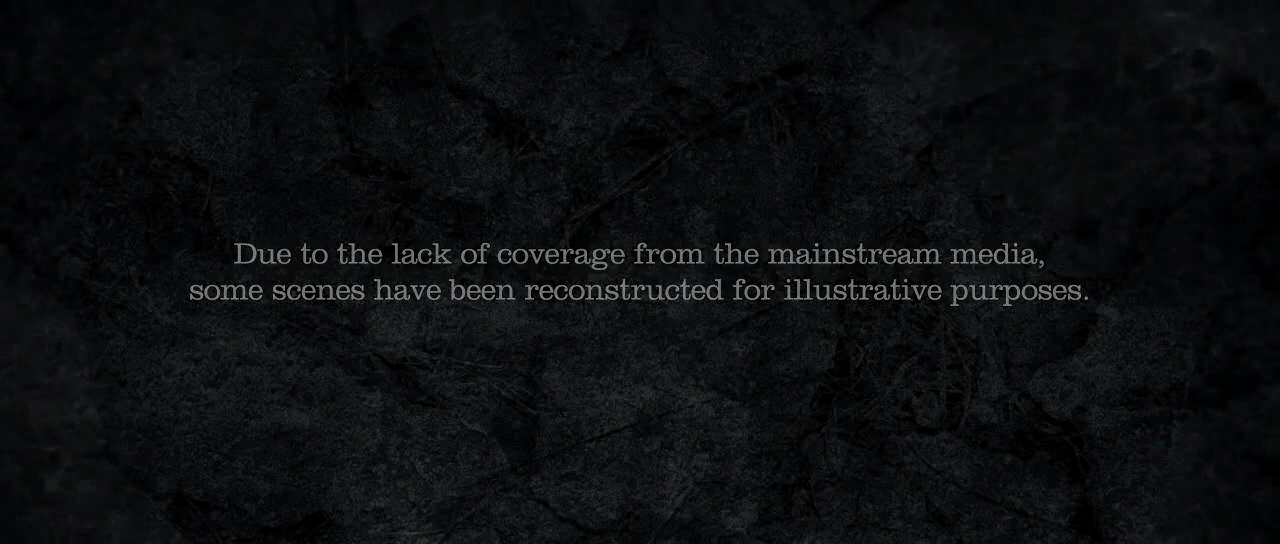 Due to the lack of coverage from the mainstream media,
some scenes have been reconstructed for illustrative purposes.